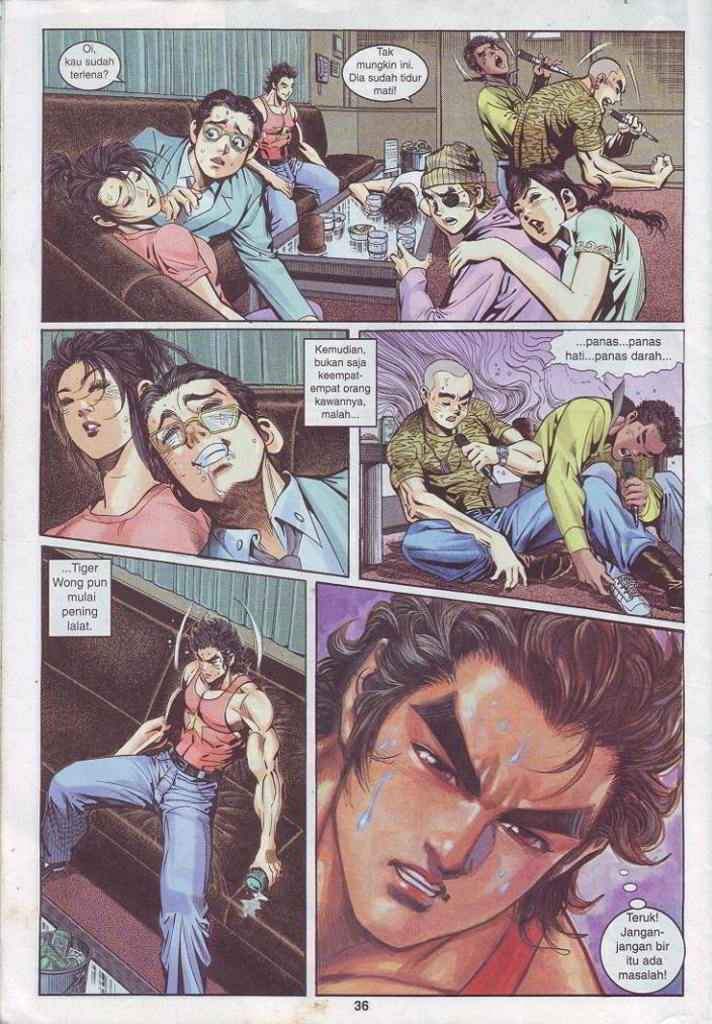 Oi,
kau sudah
terlena?
Tak
mungkin ini.
Dia sudah tidur
mati!
Kemudian,
bukan saja
keempat-
empat orang
kawannya,
malah...
...panas...panas
hati...panas darah...
...Tiger
Wong pun
mulai
pening
lalat.
Teruk!
Jangan-
jangan bir
itu ada
masalah!
36